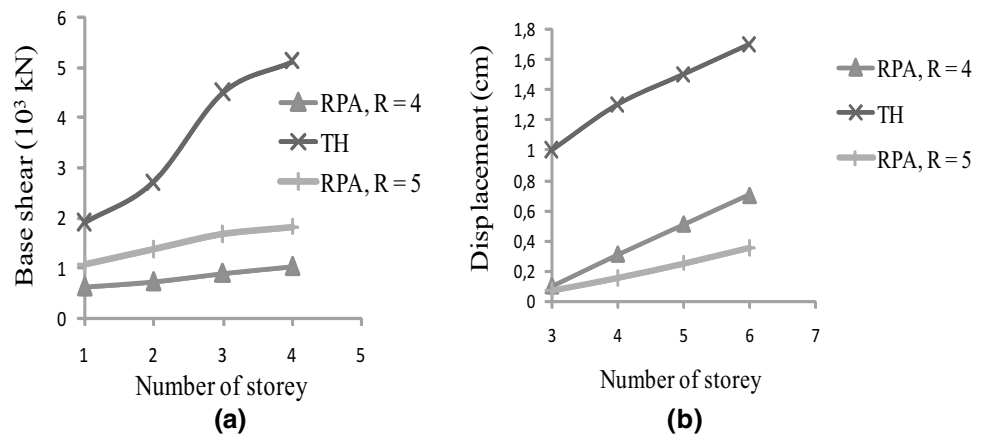 Base shear (10³ kN)
6
5
4
3
2
1
0
1 2 3 4 5
Number of storey
(a)
RPA, R = 4
TH
RPA, R = 5
Displacement (cm)
1,8
1,6
1,4
1,2
1
0,8
0,6
0,4
0,2
0
3 4 5 6 7
Number of storey
(b)
RPA, R = 4
TH
RPA, R = 5